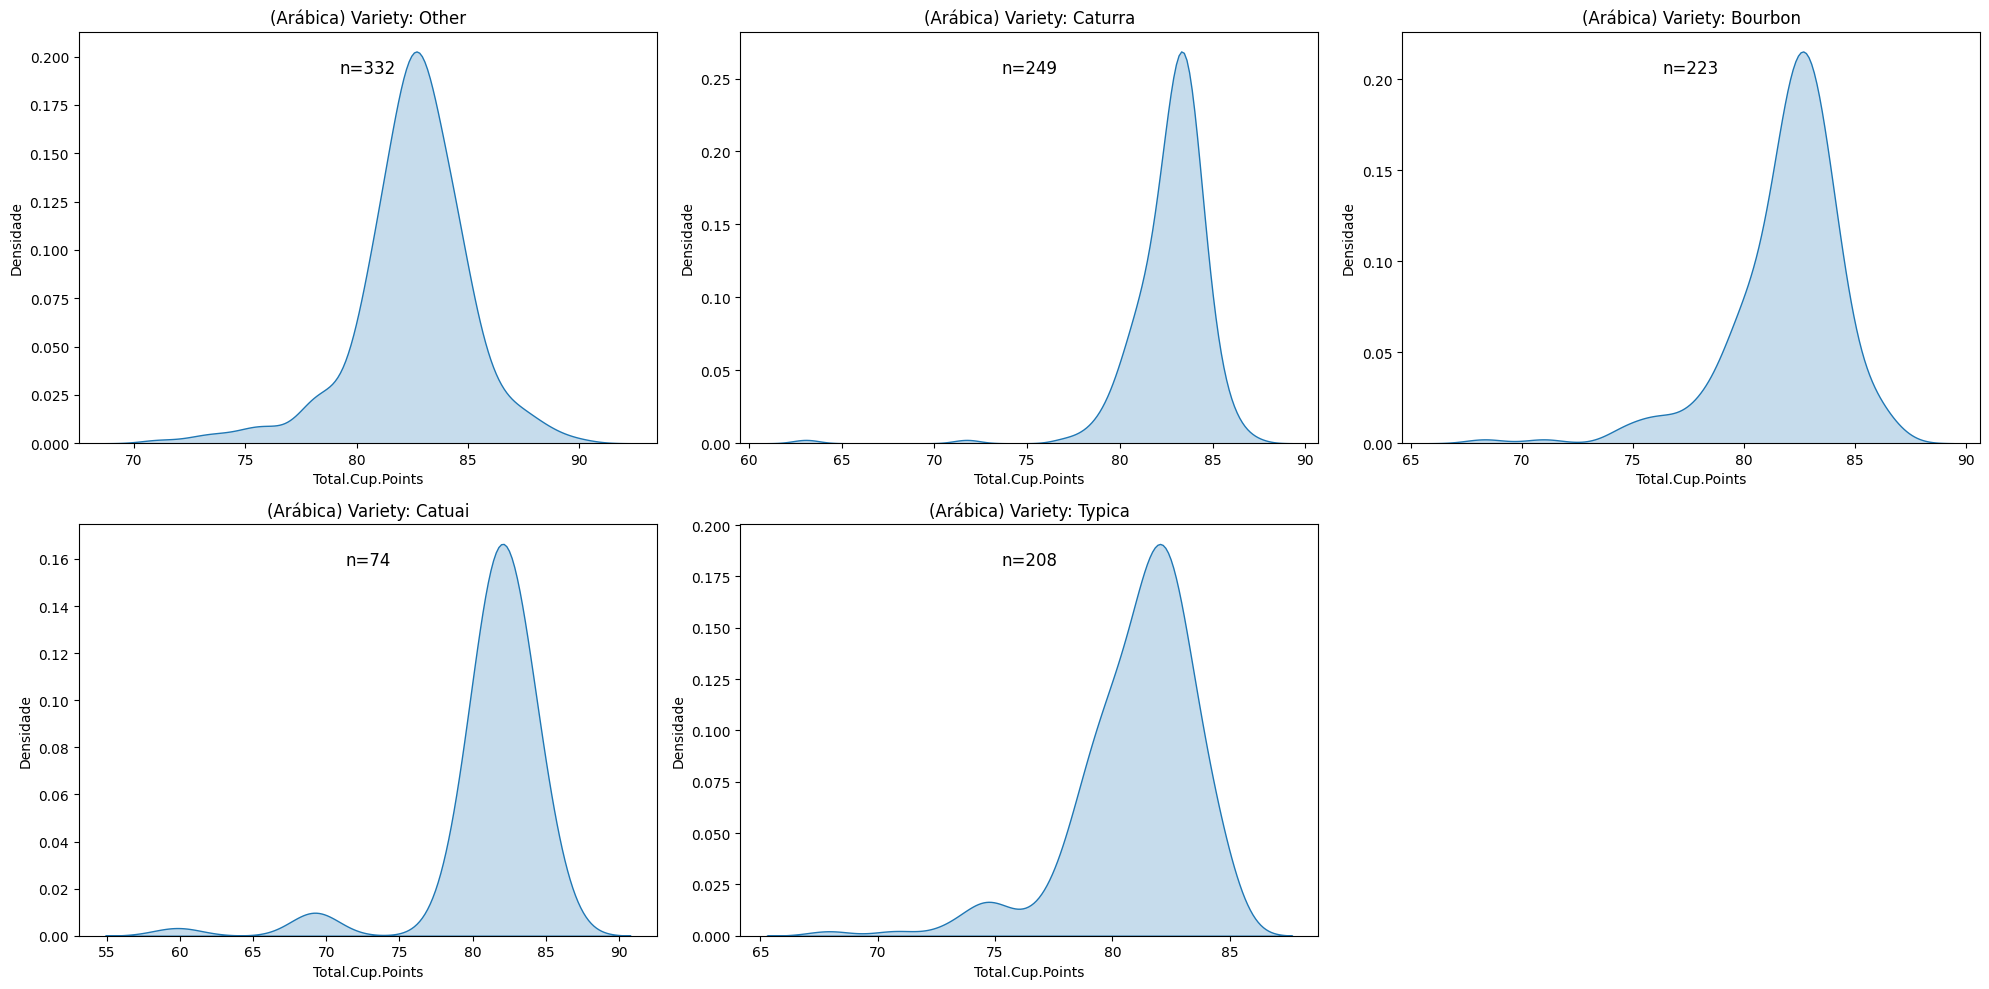 (Arábica) Variety: Other
n=332
0.200
0.175
0.150
0.125
0.100
0.075
0.050
0.025
0.000
Densidade
70 75 80 85 90
Total.Cup.Points
(Arábica) Variety: Caturra
n=249
0.25
0.20
0.15
0.10
0.05
0.00
Densidade
60 65 70 75 80 85 90
Total.Cup.Points
(Arábica) Variety: Bourbon
n=223
0.20
0.15
0.10
0.05
0.00
Densidade
65 70 75 80 85 90
Total.Cup.Points
(Arábica) Variety: Catuai
n=74
0.16
0.14
0.12
0.10
0.08
0.06
0.04
0.02
0.00
Densidade
55 60 65 70 75 80 85 90
Total.Cup.Points
(Arábica) Variety: Typica
n=208
0.200
0.175
0.150
0.125
0.100
0.075
0.050
0.025
0.000
Densidade
65 70 75 80 85
Total.Cup.Points